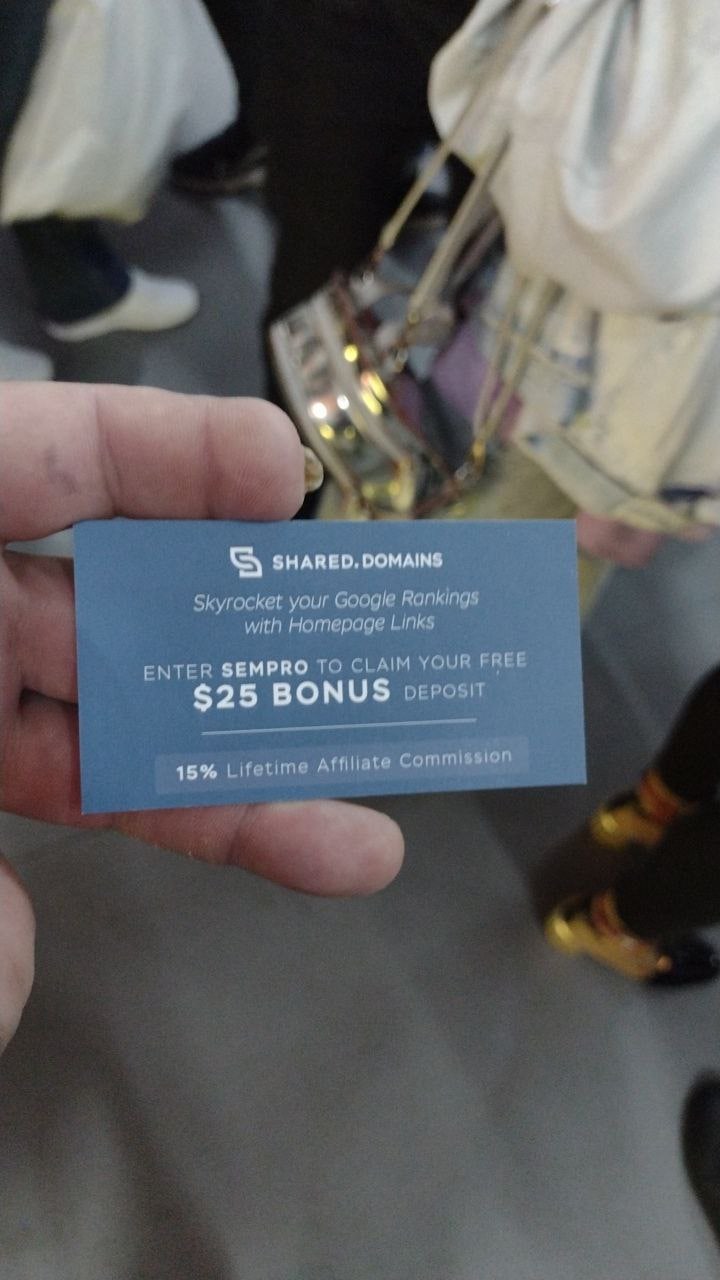 SHARED.DOMAINS
Skyrocket your Google Rankings
with Homepage Links
ENTER SEMPRO TO CLAIM YOUR FREE
$25 BONUS DEPOSIT
15% Lifetime Affiliate Commission